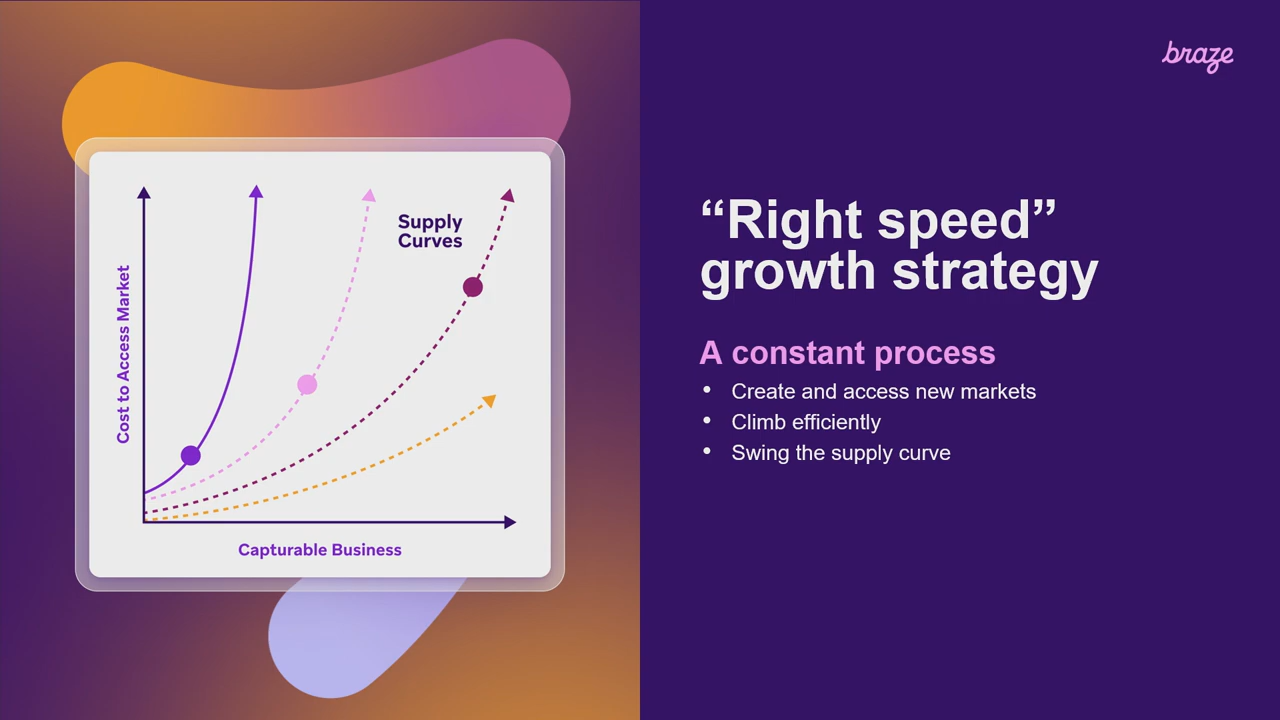 braze
“Right speed”
growth strategy
A constant process
• Create and access new markets
• Climb efficiently
• Swing the supply curve
Supply
Curves
Cost to Access Market
Capturable Business